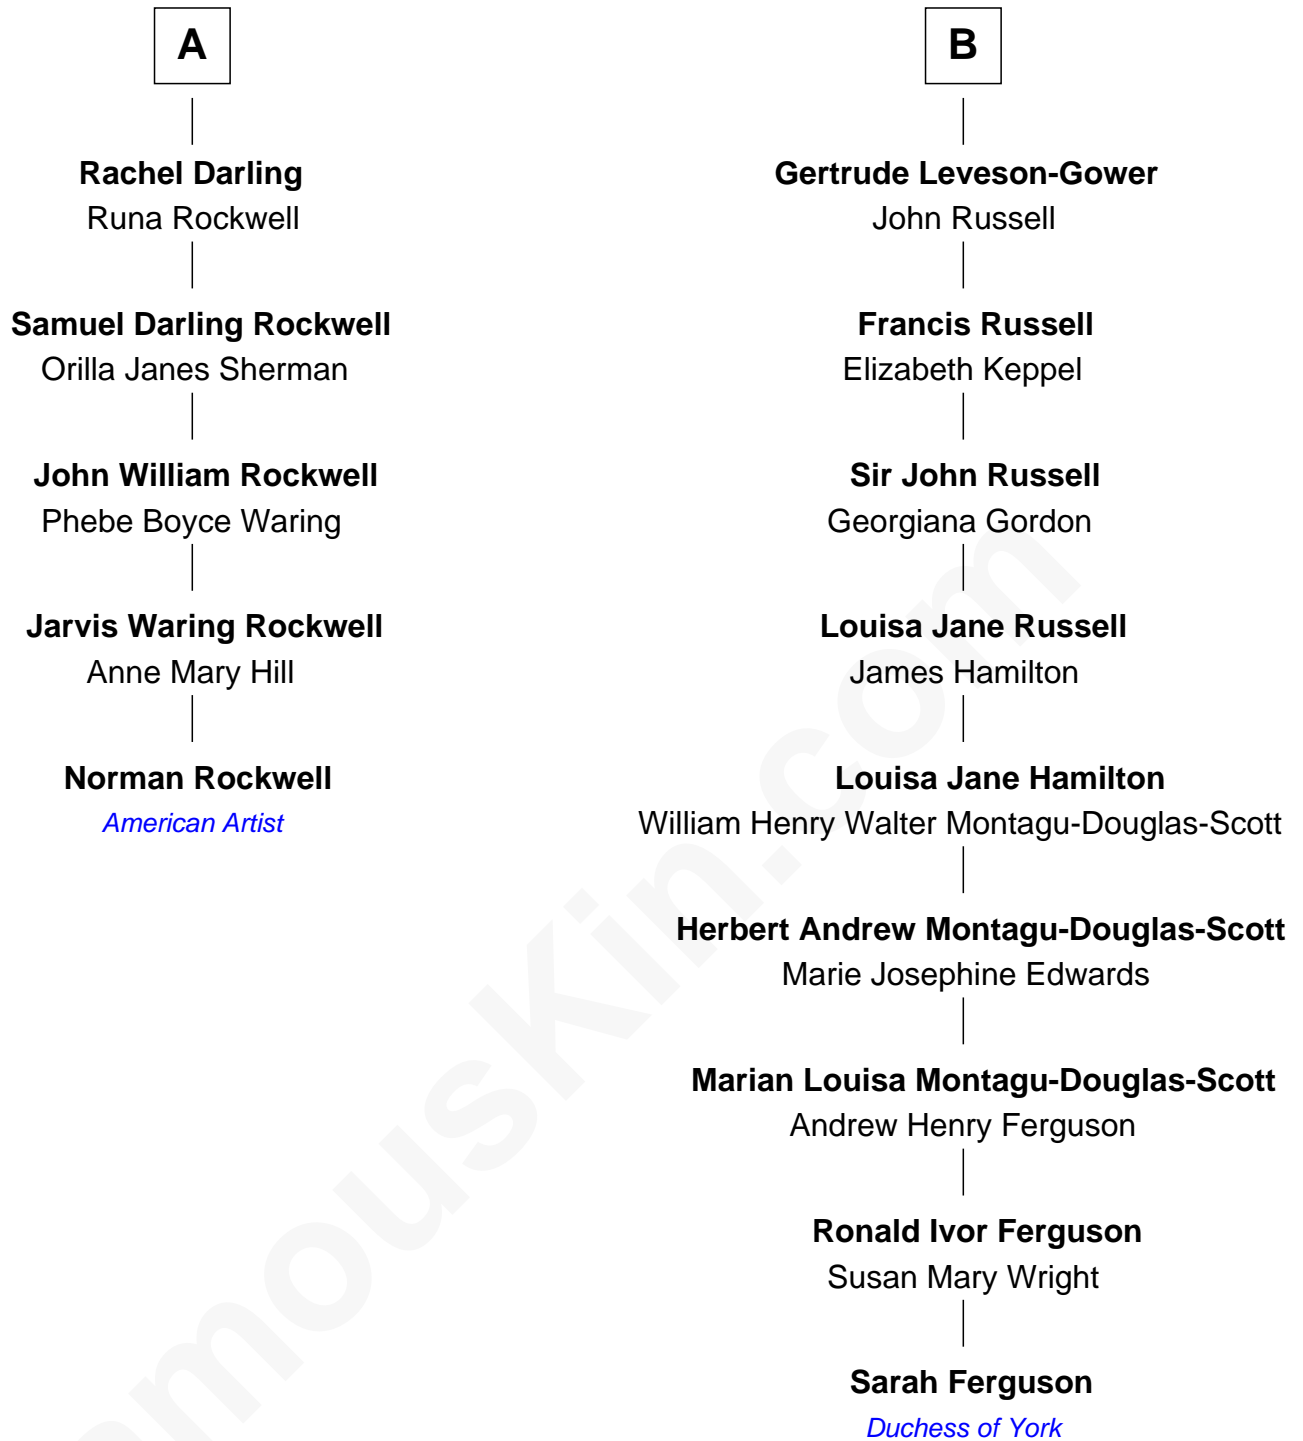 A
Rachel Darling
Runa Rockwell
Samuel Darling Rockwell
Orilla Janes Sherman
John William Rockwell
Phebe Boyce Waring
Jarvis Waring Rockwell
Anne Mary Hill
Norman Rockwell
American Artist
B
Gertrude Leveson-Gower
John Russell
Francis Russell
Elizabeth Keppel
Sir John Russell
Georgiana Gordon
Louisa Jane Russell
James Hamilton
Louisa Jane Hamilton
William Henry Walter Montagu-Douglas-Scott
Herbert Andrew Montagu-Douglas-Scott
Marie Josephine Edwards
Marian Louisa Montagu-Douglas-Scott
Andrew Henry Ferguson
Ronald Ivor Ferguson
Susan Mary Wright
Sarah Ferguson
Duchess of York
amousKin.com